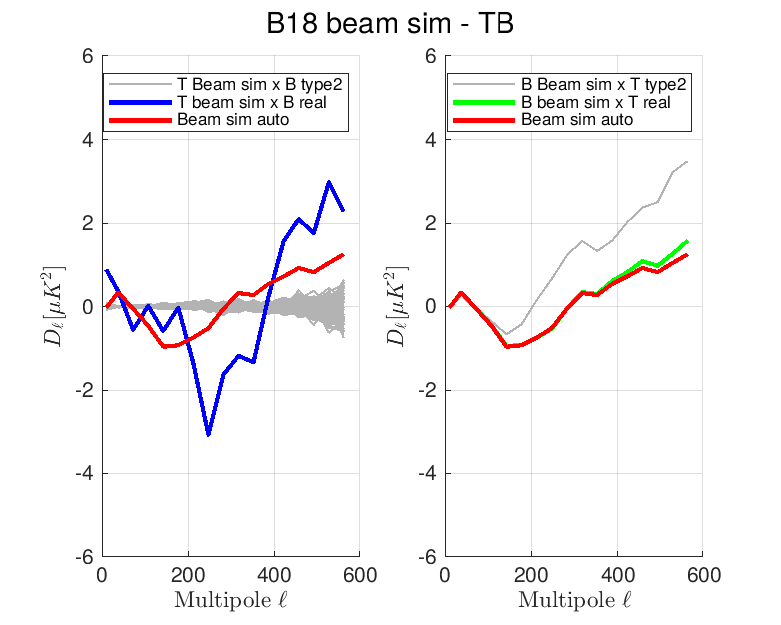 B18 beam sim - TB
T Beam sim x B type2
T beam sim x B real
Beam sim auto
6
4
2
0
-2
-4
-6
0
200
400
600
Multipole ℓ
Dℓ[μK²]
B Beam sim x T type2
B beam sim x T real
Beam sim auto
6
4
2
0
-2
-4
-6
0
200
400
600
Multipole ℓ
Dℓ[μK²]